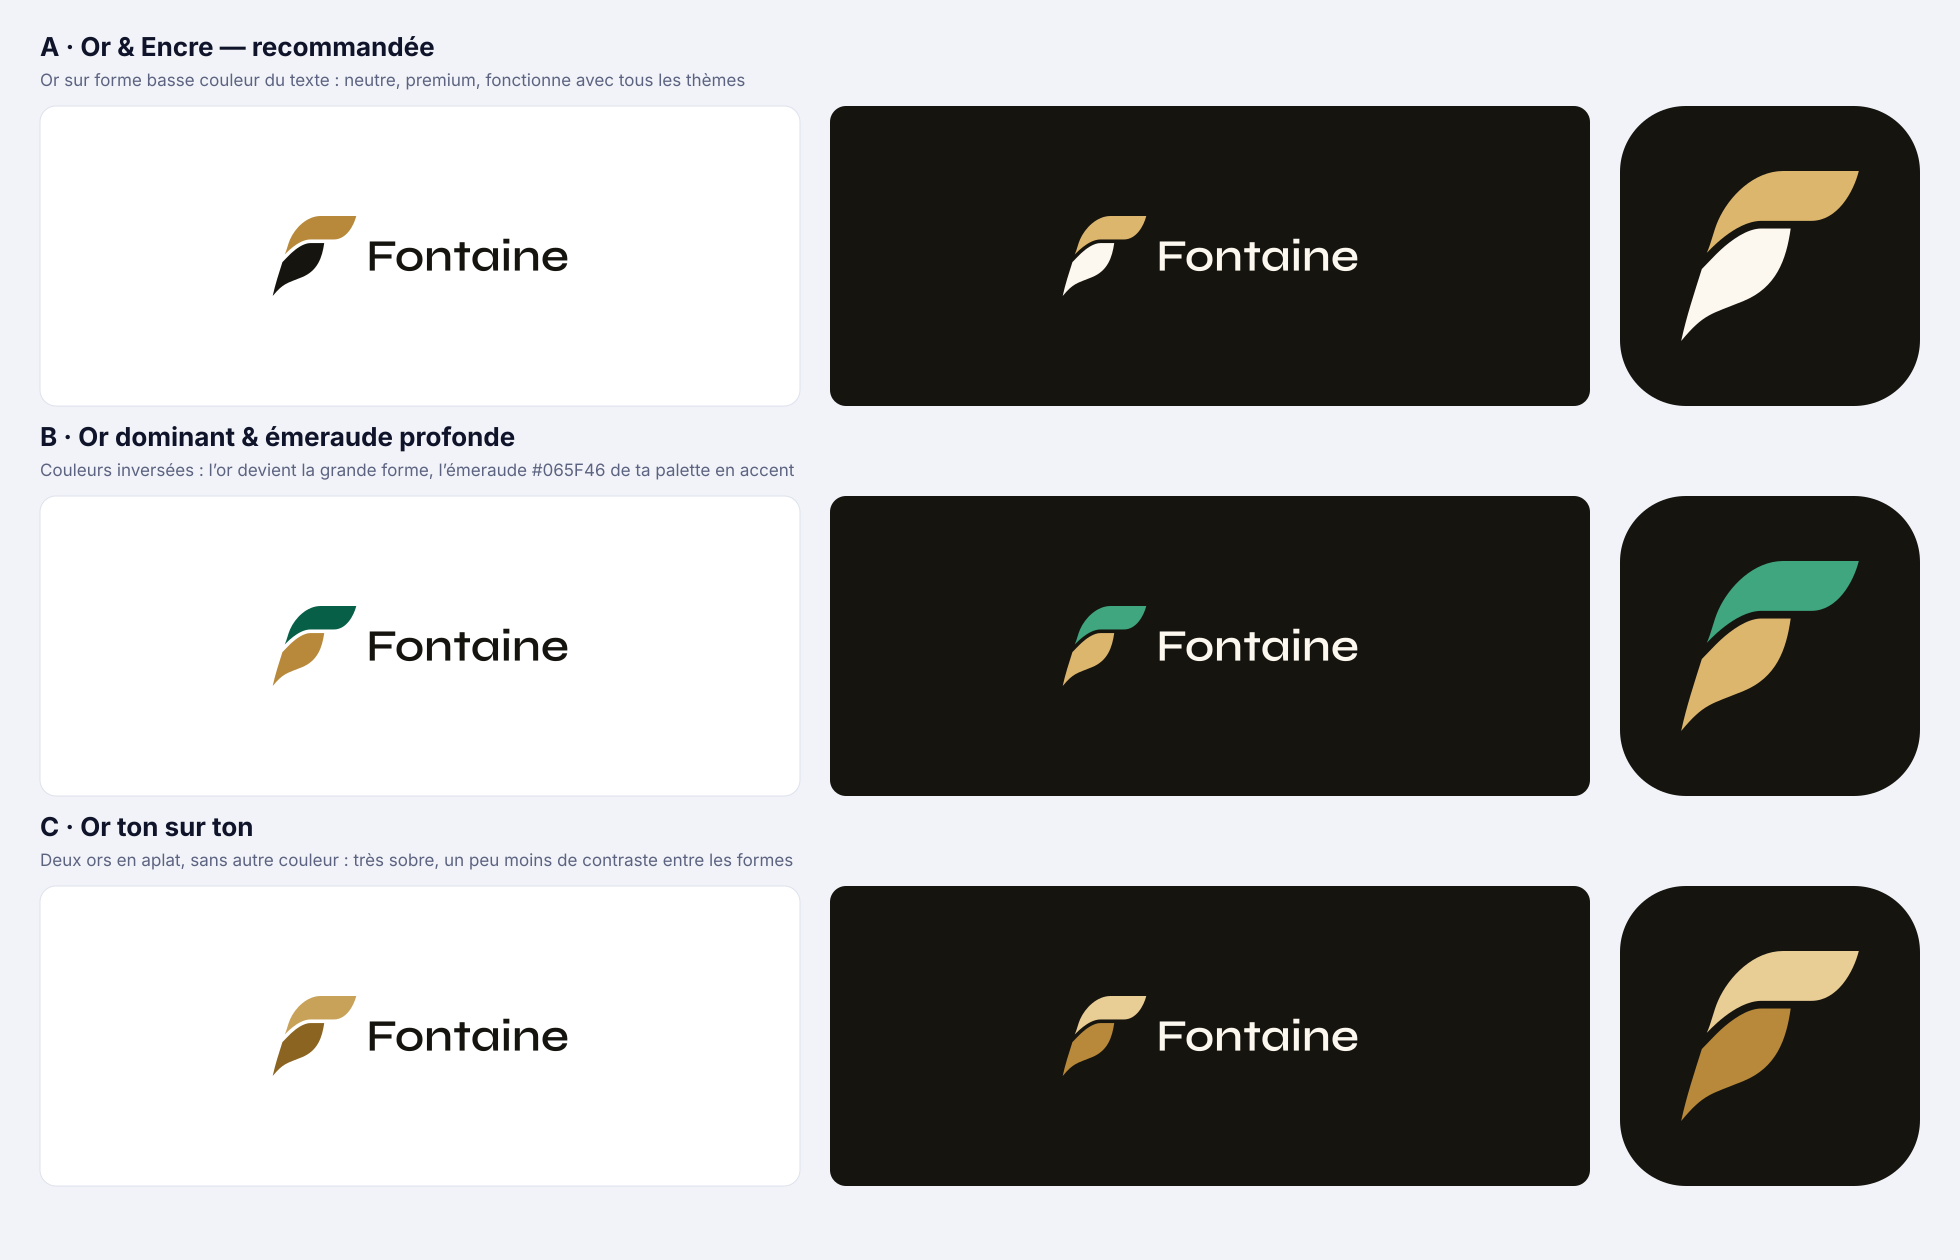 A · Or & Encre — recommandée
Or sur forme basse couleur du texte : neutre, premium, fonctionne avec tous les thèmes
Fontaine
Fontaine
B · Or dominant & émeraude profonde
Couleurs inversées : l’or devient la grande forme, l’émeraude #065F46 de ta palette en accent
Fontaine
Fontaine
C · Or ton sur ton
Deux ors en aplat, sans autre couleur : très sobre, un peu moins de contraste entre les formes
Fontaine
Fontaine